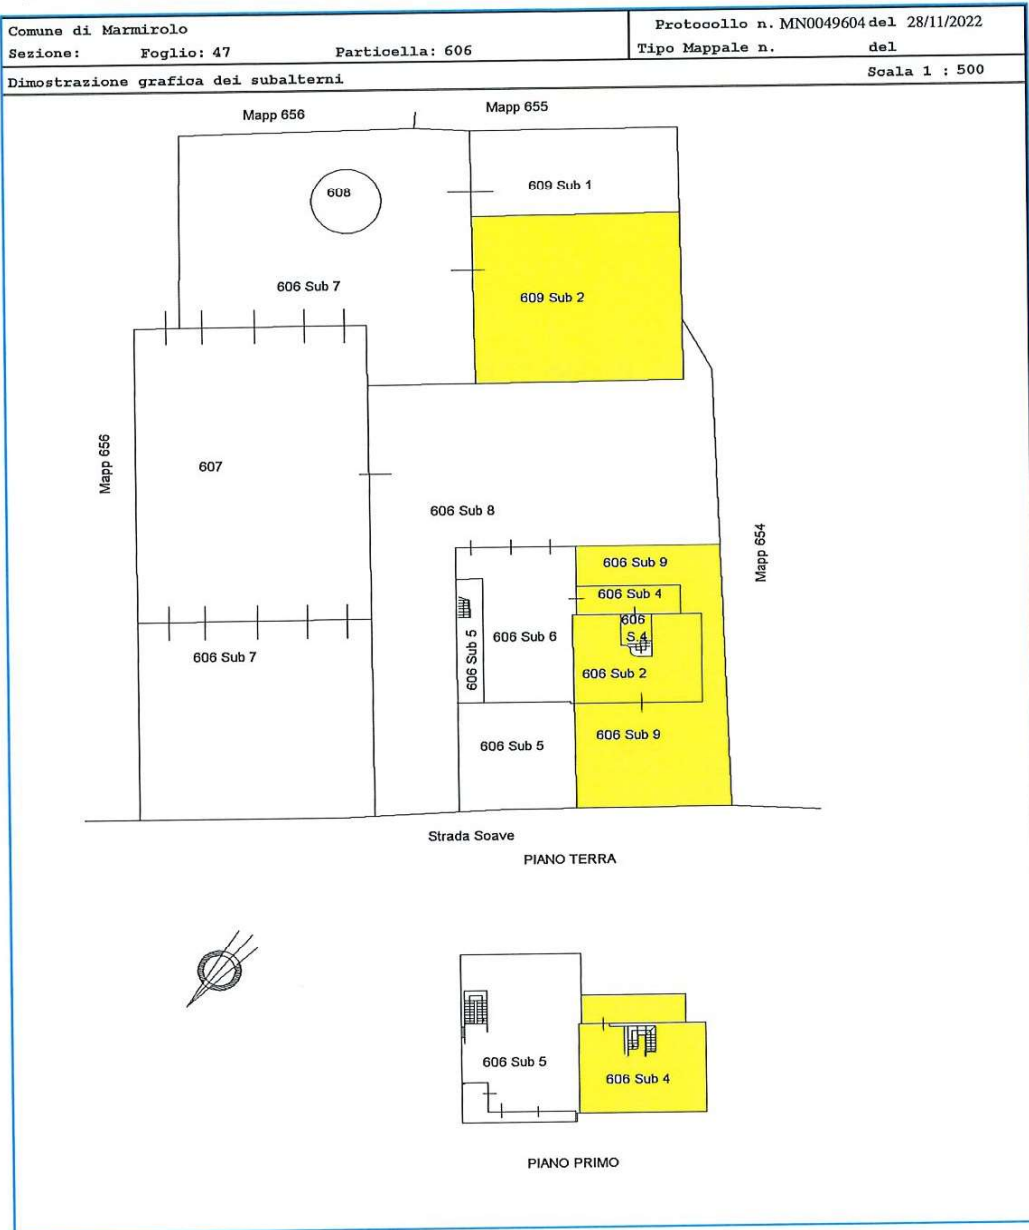 Comune di Marmirolo
Protocollo n. MN0049604 del 28/11/2022
Sezione: Foglio: 47 Particella: 606
Tipo Mappale n. del
Dimostrazione grafica dei subalterni
Scala 1 : 500
Mapp 656
Mapp 655
608
609 Sub 1
606 Sub 7
609 Sub 2
Mapp 656
607
606 Sub 8
Mapp 654
606 Sub 9
606 Sub 4
606
S.4
606 Sub 5
606 Sub 6
606 Sub 7
606 Sub 2
606 Sub 5
606 Sub 9
Strada Soave
PIANO TERRA
606 Sub 5
606 Sub 4
PIANO PRIMO